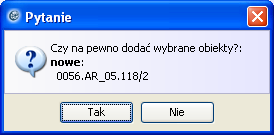 Pytanie
Czy na pewno dodać wybrane obiekty?:
nowe:
0056.AR_05.118/2
Tak
Nie